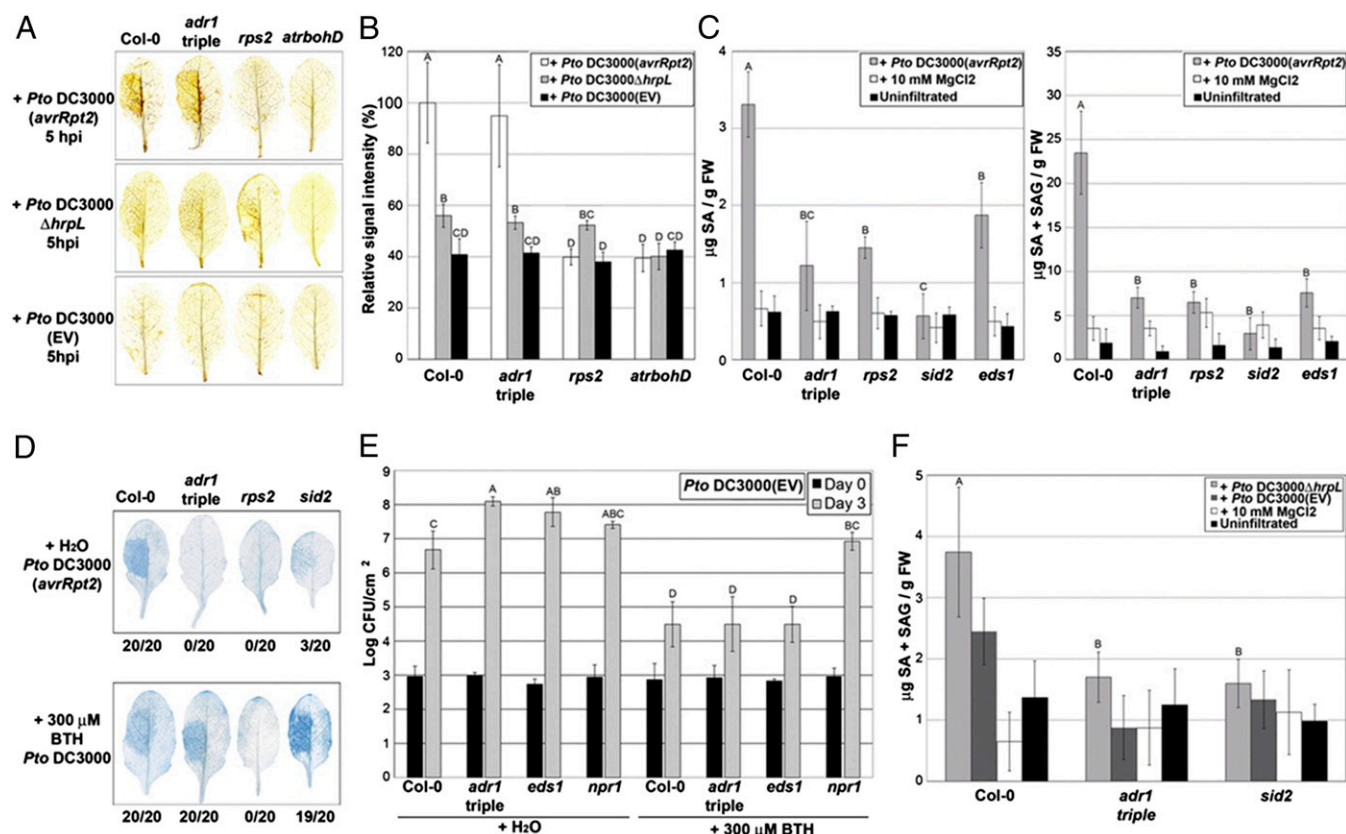 A
Col-0
adr1
triple
rps2
atrbohD
+ Pto DC3000
(avrRpt2)
5 hpi
+ Pto DC3000
ΔhrpL
5hpi
+ Pto DC3000
(EV)
5hpi
B
Relative signal intensity (%)
120
100
80
60
40
20
0
+ Pto DC3000(avrRpt2)
+ Pto DC3000ΔhrpL
+ Pto DC3000(EV)
A
B
CD
A
B
CD
D
BC
D
D
D
CD
Col-0
adr1
triple
rps2
atrbohD
C
µg SA / g FW
4
3
2
1
0
+ Pto DC3000(avrRpt2)
+ 10 mM MgCl2
Uninfiltrated
A
BC
B
C
B
Col-0
adr1
triple
rps2
sid2
eds1
µg SA + SAG / g FW
35
30
25
20
15
10
5
0
+ Pto DC3000(avrRpt2)
+ 10 mM MgCl2
Uninfiltrated
A
B
B
B
B
Col-0
adr1
triple
rps2
sid2
eds1
D
Col-0
adr1
triple
rps2
sid2
+ H2O
Pto DC3000
(avrRpt2)
20/20 0/20 0/20 3/20
+ 300 µM
BTH
Pto DC3000
20/20 20/20 0/20 19/20
E
Log CFU/cm2
9
8
7
6
5
4
3
2
1
0
Pto DC3000(EV)
Day 0
Day 3
C
A
AB
ABC
D
D
D
BC
Col-0
adr1
triple
eds1
npr1
Col-0
adr1
triple
eds1
npr1
+ H2O
+ 300 µM BTH
F
µg SA + SAG / g FW
5
4
3
2
1
0
+ Pto DC3000ΔhrpL
+ Pto DC3000(EV)
+ 10 mM MgCl2
Uninfiltrated
A
B
B
Col-0
adr1
triple
sid2